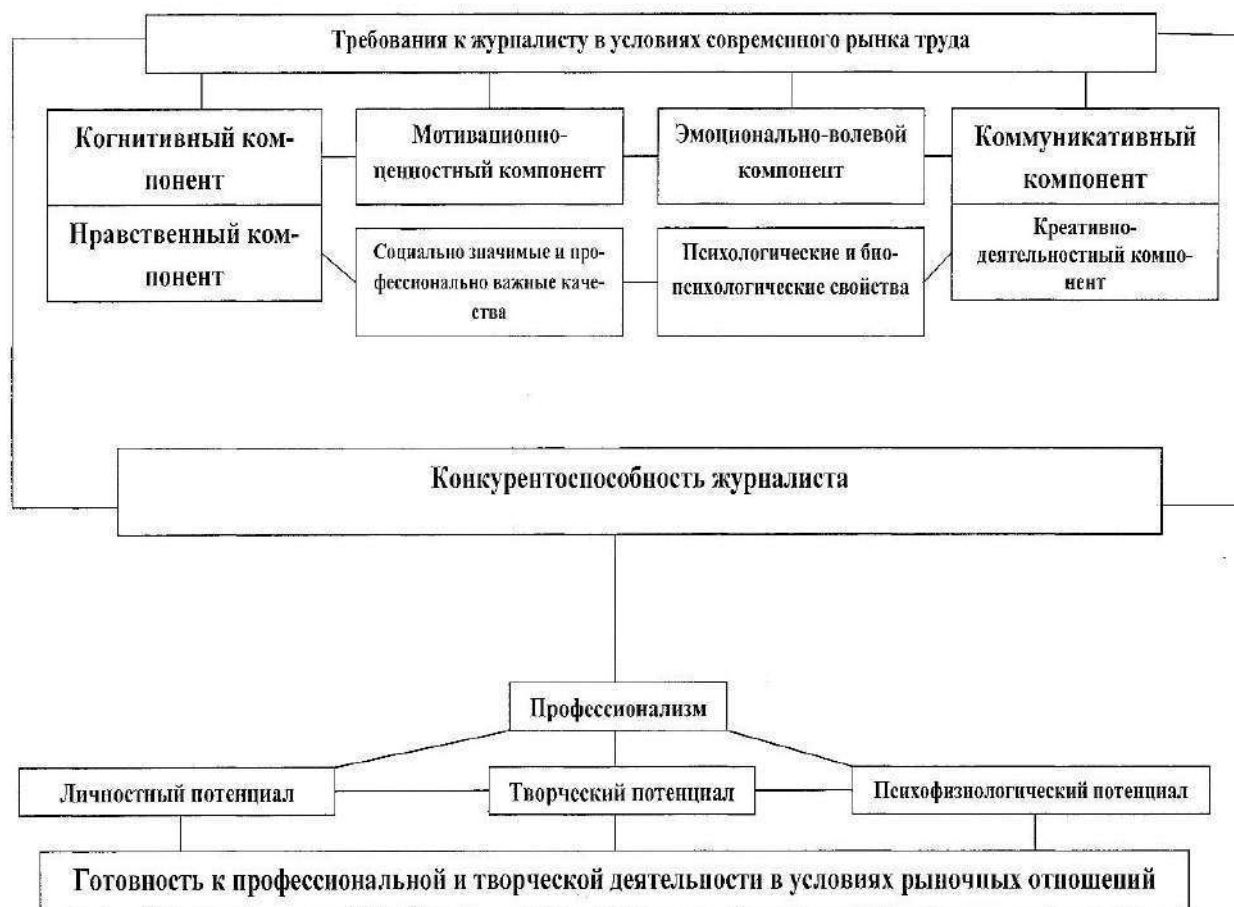 Требования к журналисту в условиях современного рынка труда
Когнитивный ком-
понент
Мотивационно-
ценностный компонент
Эмоционально-волевой
компонент
Коммуникативный
компонент
Нравственный ком-
понент
Социально значимые и про-
фессионально важные каче-
ства
Психологические и био-
психологические свойства
Креативно-
деятельностный компо-
нент
Конкурентоспособность журналиста
Профессионализм
Личностный потенциал
Творческий потенциал
Психофизиологический потенциал
Готовность к профессиональной и творческой деятельности в условиях рыночных отношений